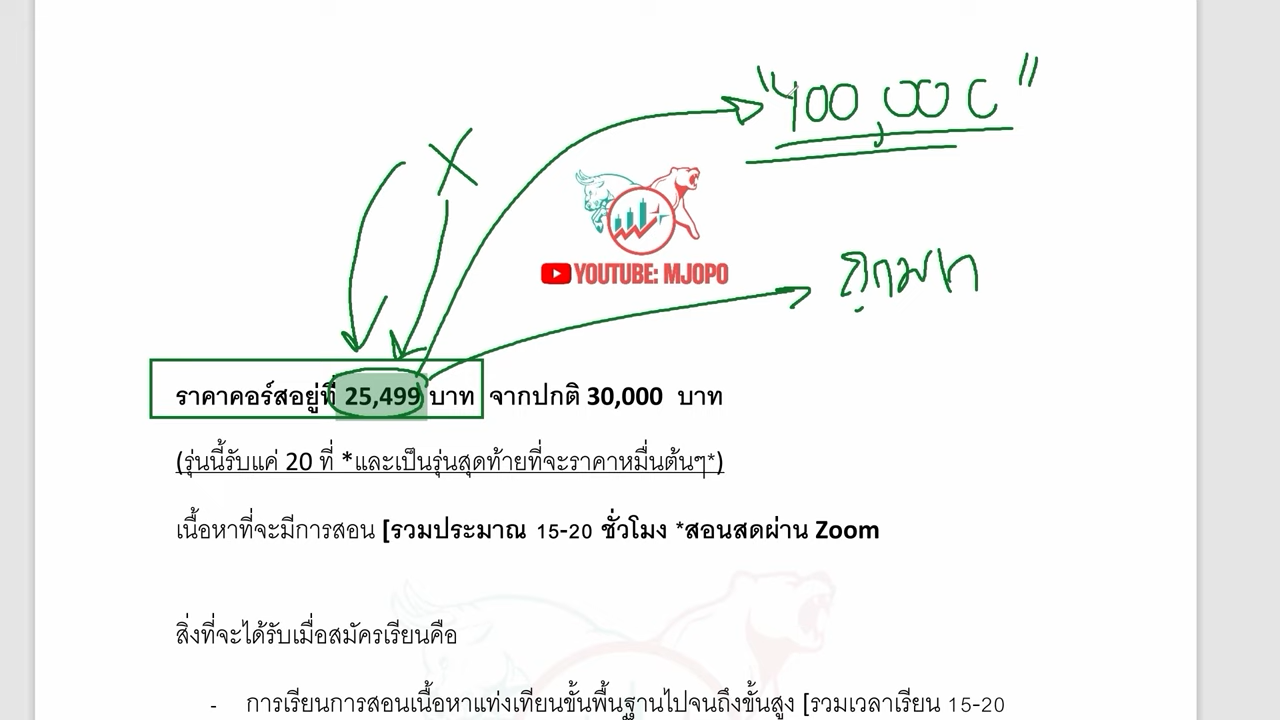 "400,000"
YOUTUBE: MJOPO
ถูกมาก
ราคาคอร์สอยู่ที่ 25,499 บาท จากปกติ 30,000 บาท
(รุ่นนี้รับแค่ 20 ที่ *และเป็นรุ่นสุดท้ายที่จะราคาหมื่นต้นๆ*)
เนื้อหาที่จะมีการสอน [รวมประมาณ 15-20 ชั่วโมง *สอนสดผ่าน Zoom
สิ่งที่จะได้รับเมื่อสมัครเรียนคือ
- การเรียนการสอนเนื้อหาแท่งเทียนขั้นพื้นฐานไปจนถึงขั้นสูง [รวมเวลาเรียน 15-20